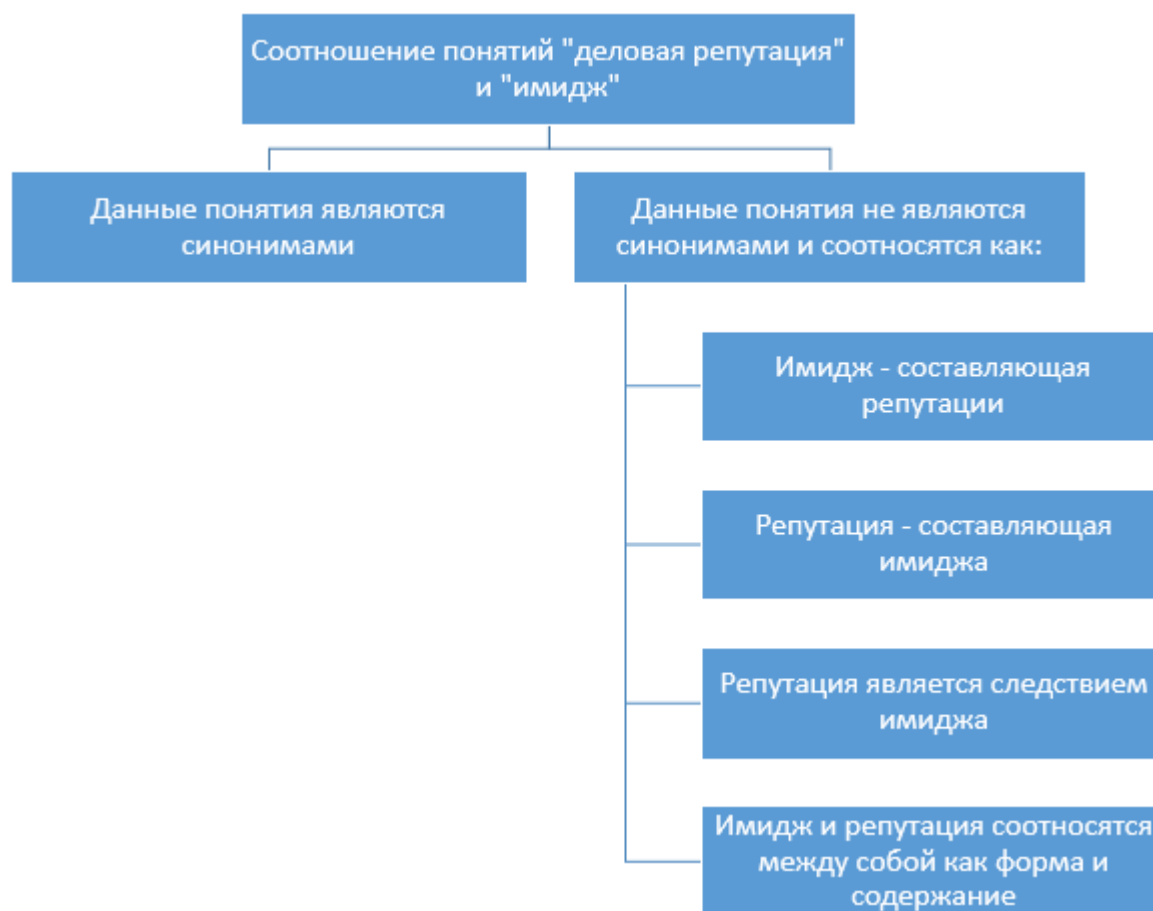 Соотношение понятий "деловая репутация"
и "имидж"
Данные понятия являются
синонимами
Данные понятия не являются
синонимами и соотносятся как:
Имидж - составляющая
репутации
Репутация - составляющая
имиджа
Репутация является следствием
имиджа
Имидж и репутация соотносятся
между собой как форма и
содержание